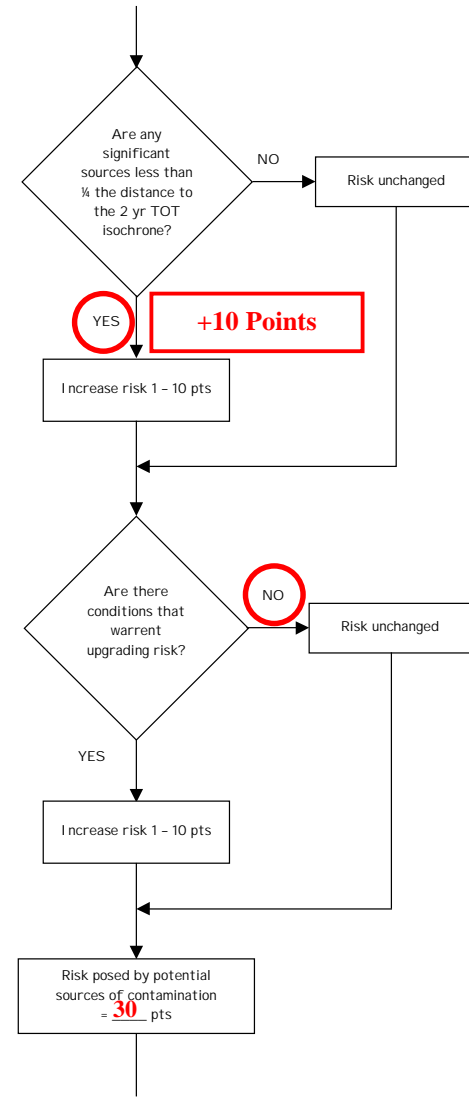 Are any
significant
sources less than
¼ the distance to
the 2 yr TOT
isochrone?
NO
Risk unchanged
YES
+10 Points
Increase risk 1 – 10 pts
Are there
conditions that
warrent
upgrading risk?
NO
Risk unchanged
YES
Increase risk 1 – 10 pts
Risk posed by potential
sources of contamination
= 30 pts